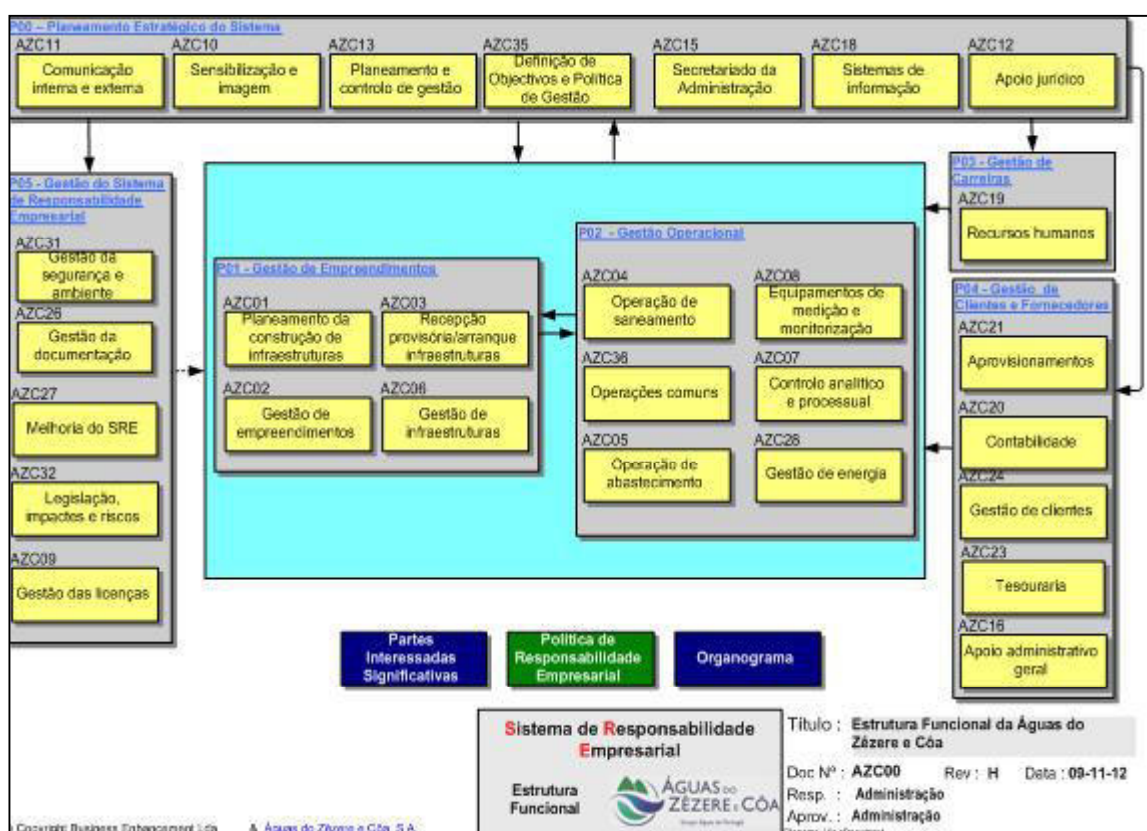 P00 – Planeamento Estratégico do Sistema
AZC11
Comunicação
interna e externa
AZC10
Sensibilização e
imagem
AZC13
Planeamento e
controlo de gestão
AZC35
Definição de
Objectivos e Política
de Gestão
AZC15
Secretariado da
Administração
AZC18
Sistemas de
informação
AZC12
Apoio jurídico
P05 - Gestão do Sistema
de Responsabilidade
Empresarial
AZC31
Gestão da
segurança e
ambiente
AZC26
Gestão da
documentação
AZC27
Melhoria do SRE
AZC32
Legislação,
impactes e riscos
AZC09
Gestão das licenças
P01 - Gestão de Empreendimentos
AZC01
Planeamento da
construção de
infraestruturas
AZC03
Recepção
provisória/arranque
infraestruturas
AZC02
Gestão de
empreendimentos
AZC06
Gestão de
infraestruturas
P02 - Gestão Operacional
AZC04
Operação de
saneamento
AZC08
Equipamentos de
medição e
monitorização
AZC36
Operações comuns
AZC07
Controlo analítico
e processual
AZC05
Operação de
abastecimento
AZC28
Gestão de energia
P03 - Gestão de
Carreiras
AZC19
Recursos humanos
P04 - Gestão de
Clientes e Fornecedores
AZC21
Aprovisionamentos
AZC20
Contabilidade
AZC24
Gestão de clientes
AZC23
Tesouraria
AZC16
Apoio administrativo
geral
Partes
Interessadas
Significativas
Política de
Responsabilidade
Empresarial
Organograma
Sistema de Responsabilidade
Empresarial
Estrutura
Funcional
ÁGUAS DO
ZÊZERE E CÔA
Grupo Águas de Portugal
Título : Estrutura Funcional da Águas do
Zêzere e Côa
Doc Nº : AZC00 Rev : H Data : 09-11-12
Resp. : Administração
Aprov. : Administração
Copyright Business Enhancement Lda. A. Águas do Zêzere e Côa, S.A.